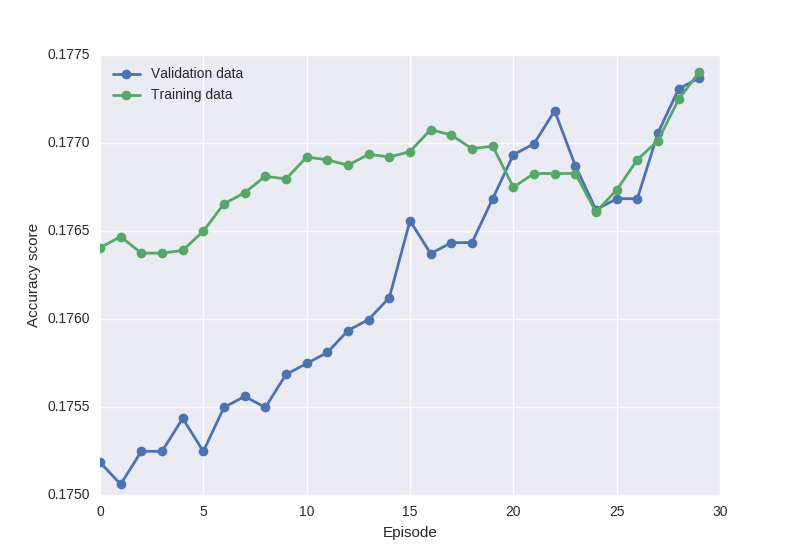 0.1775
0.1770
0.1765
0.1760
0.1755
0.1750
Accuracy score
Validation data
Training data
0 5 10 15 20 25 30
Episode